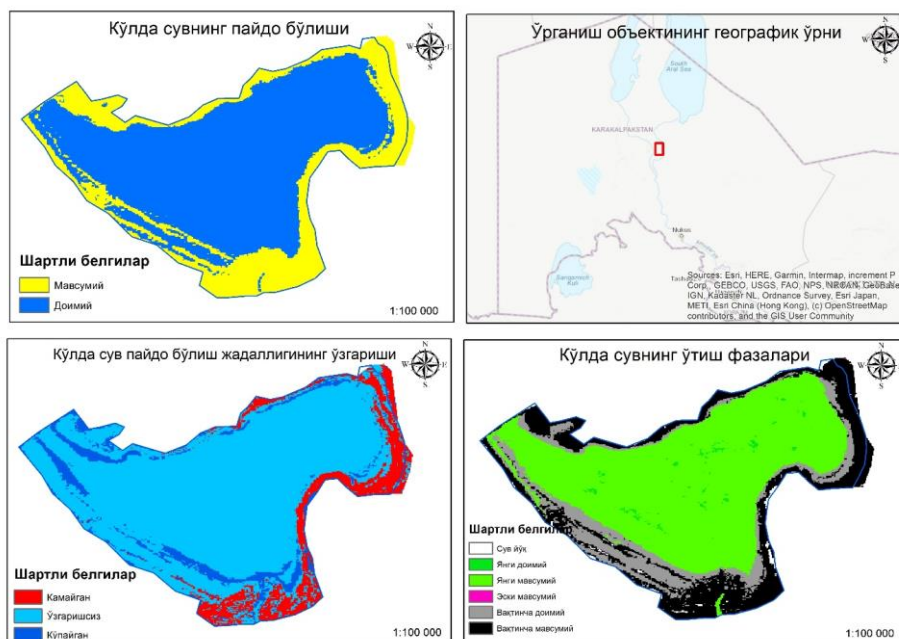 Кўлда сувнинг пайдо бўлиши
N
W
E
S
Шартли белгилар
Мавсумий
Доимий
1:100 000
Ўрганиш объектининг географик ўрни
N
W
E
S
South
Aral Sea
KARAKALPAKSTAN
Nukus
Sarigamish
Kuli
Sources: Esri, HERE, Garmin, Intermap, increment P
Corp., GEBCO, USGS, FAO, NPS, NRCAN, GeoBase,
IGN, Kadaster NL, Ordnance Survey, Esri Japan,
METI, Esri China (Hong Kong), (c) OpenStreetMap
contributors, and the GIS User Community
Кўлда сув пайдо бўлиш жадаллигининг ўзгариши
N
W
E
S
Шартли белгилар
Камайган
Ўзгаришсиз
Кўпайган
1:100 000
Кўлда сувнинг ўтиш фазалари
N
W
E
S
Шартли белгилар
Сув йўқ
Янги доимий
Янги мавсумий
Эски мавсумий
Вақтинча доимий
Вақтинча мавсумий
1:100 000